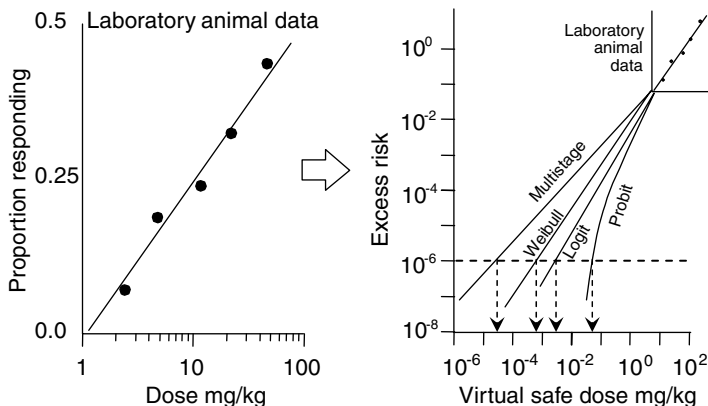 Laboratory animal data
0.5
0.25
0.0
Proportion responding
1 10 100
Dose mg/kg
Laboratory
animal
data
10^0
10^-2
10^-4
10^-6
10^-8
Excess risk
Multistage
Weibull
Logit
Probit
10^-6 10^-4 10^-2 10^0 10^2
Virtual safe dose mg/kg